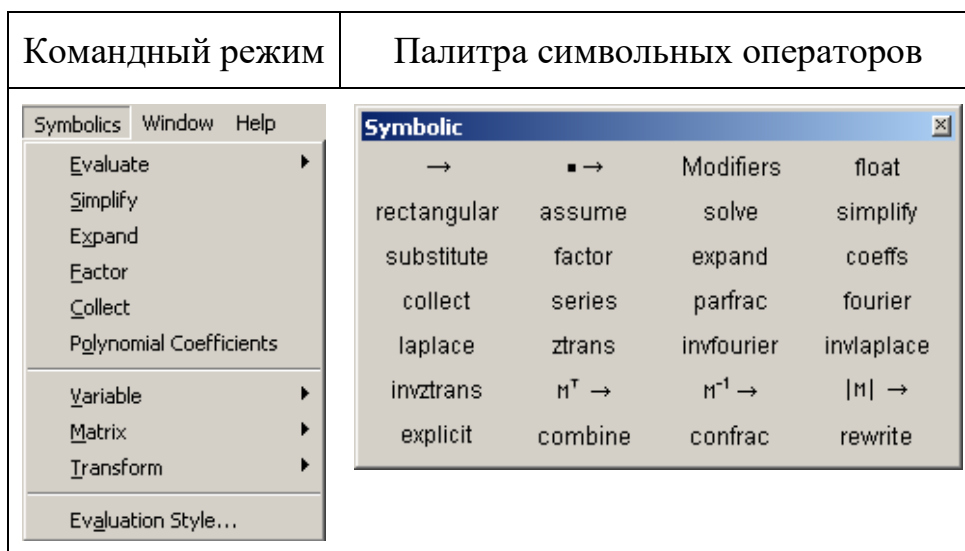 Командный режим
Палитра символьных операторов
Symbolics Window Help
Evaluate
Simplify
Expand
Factor
Collect
Polynomial Coefficients
Variable
Matrix
Transform
Evaluation Style...
Symbolic
→ ▪ → Modifiers float
rectangular assume solve simplify
substitute factor expand coeffs
collect series parfrac fourier
laplace ztrans invfourier invlaplace
invztrans Mᵀ → M⁻¹ → |M| →
explicit combine confrac rewrite